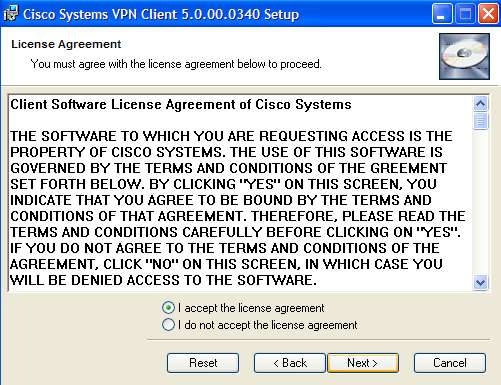 Cisco Systems VPN Client 5.0.00.0340 Setup
License Agreement
You must agree with the license agreement below to proceed.
Client Software License Agreement of Cisco Systems
THE SOFTWARE TO WHICH YOU ARE REQUESTING ACCESS IS THE
PROPERTY OF CISCO SYSTEMS. THE USE OF THIS SOFTWARE IS
GOVERNED BY THE TERMS AND CONDITIONS OF THE GREEMENT
SET FORTH BELOW. BY CLICKING "YES" ON THIS SCREEN, YOU
INDICATE THAT YOU AGREE TO BE BOUND BY THE TERMS AND
CONDITIONS OF THAT AGREEMENT. THEREFORE, PLEASE READ THE
TERMS AND CONDITIONS CAREFULLY BEFORE CLICKING ON "YES".
IF YOU DO NOT AGREE TO THE TERMS AND CONDITIONS OF THE
AGREEMENT, CLICK "NO" ON THIS SCREEN, IN WHICH CASE YOU
WILL BE DENIED ACCESS TO THE SOFTWARE.
I accept the license agreement
I do not accept the license agreement
Reset
< Back
Next >
Cancel